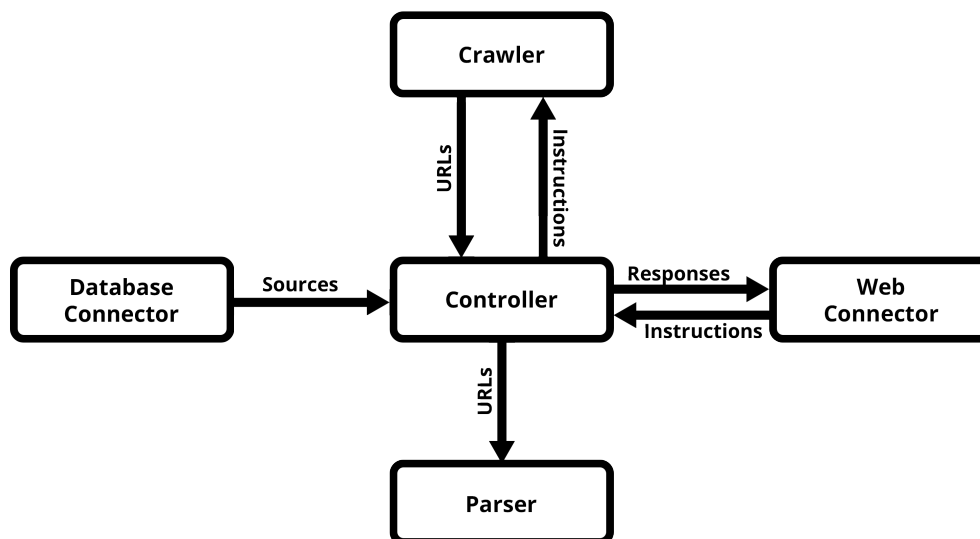 Crawler
URLs
Instructions
Database
Connector
Sources
Controller
Responses
Instructions
Web
Connector
URLs
Parser